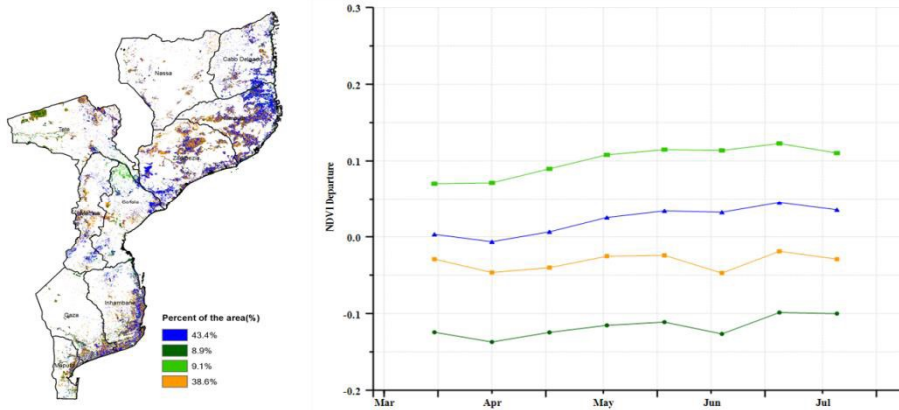 Cabo Delgado
Nassa
Tete
Zambezia
Sofala
Inhambane
Gaza
Maputo
Percent of the area(%)
43.4%
8.9%
9.1%
38.6%
NDVI Departure
0.3
0.2
0.1
0.0
-0.1
-0.2
Mar
Apr
May
Jun
Jul